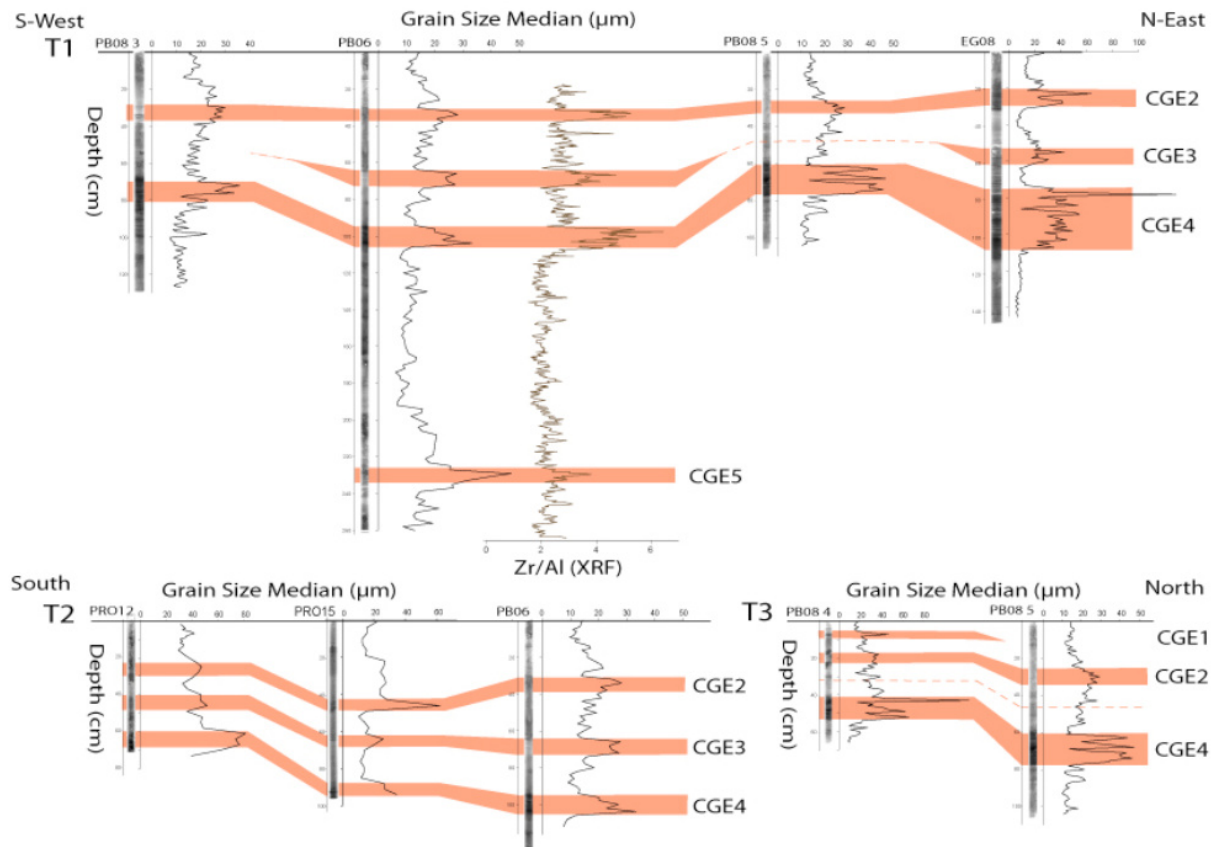 S-West
Grain Size Median (µm)
N-East
T1
PB08 3
0 10 20 40
PB06
0 10 20 30 40 50
PB08 5
0 10 20 30 50
EG08
0 20 40 60 80 100
Depth (cm)
CGE2
CGE3
CGE4
CGE5
0 2 4 6
Zr/Al (XRF)
South
Grain Size Median (µm)
T2
PRO12
0 20 40 60 60
PRO15
0 20 40 60
PB06
0 10 20 30 40 50
Depth (cm)
CGE2
CGE3
CGE4
Grain Size Median (µm)
North
T3
PB08 4
0 20 40 60 80
PB08 5
0 10 20 30 40 50
Depth (cm)
CGE1
CGE2
CGE4